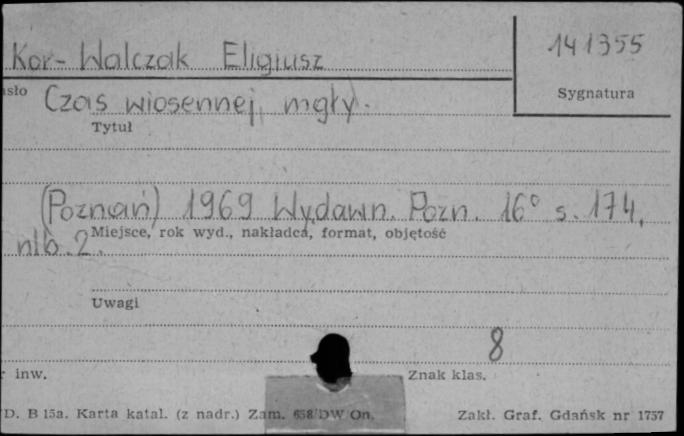 141355
Kor-Walczak Eligiusz
Sygnatura
asło
Czas wiosennej mgły.
Tytuł
(Poznań) 1969 Wydawn. Pozn. 16° s. 174,
Miejsce, rok wyd., nakładca, format, objętość
nlb. 2.
Uwagi
8
r inw.
Znak klas.
D. B 15a. Karta katal. (z nadr.) Zam. 658/DW On. Zakł. Graf. Gdańsk nr 1757